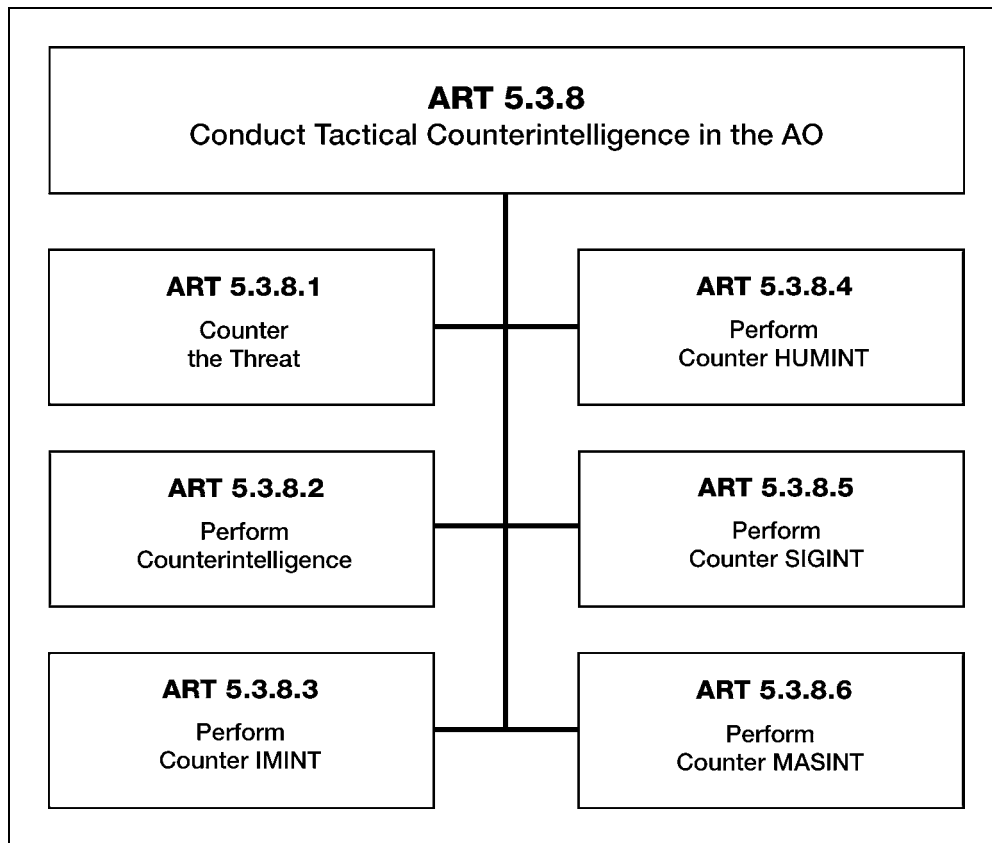 ART 5.3.8
Conduct Tactical Counterintelligence in the AO
ART 5.3.8.1
Counter
the Threat
ART 5.3.8.2
Perform
Counterintelligence
ART 5.3.8.3
Perform
Counter IMINT
ART 5.3.8.4
Perform
Counter HUMINT
ART 5.3.8.5
Perform
Counter SIGINT
ART 5.3.8.6
Perform
Counter MASINT